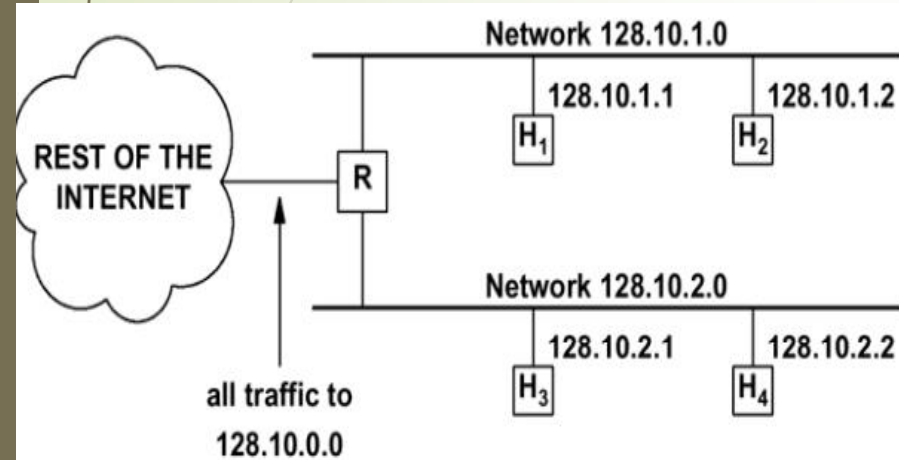 Network 128.10.1.0
128.10.1.1
128.10.1.2
H₁
H₂
REST OF THE
INTERNET
R
Network 128.10.2.0
128.10.2.1
128.10.2.2
H₃
H₄
all traffic to
128.10.0.0